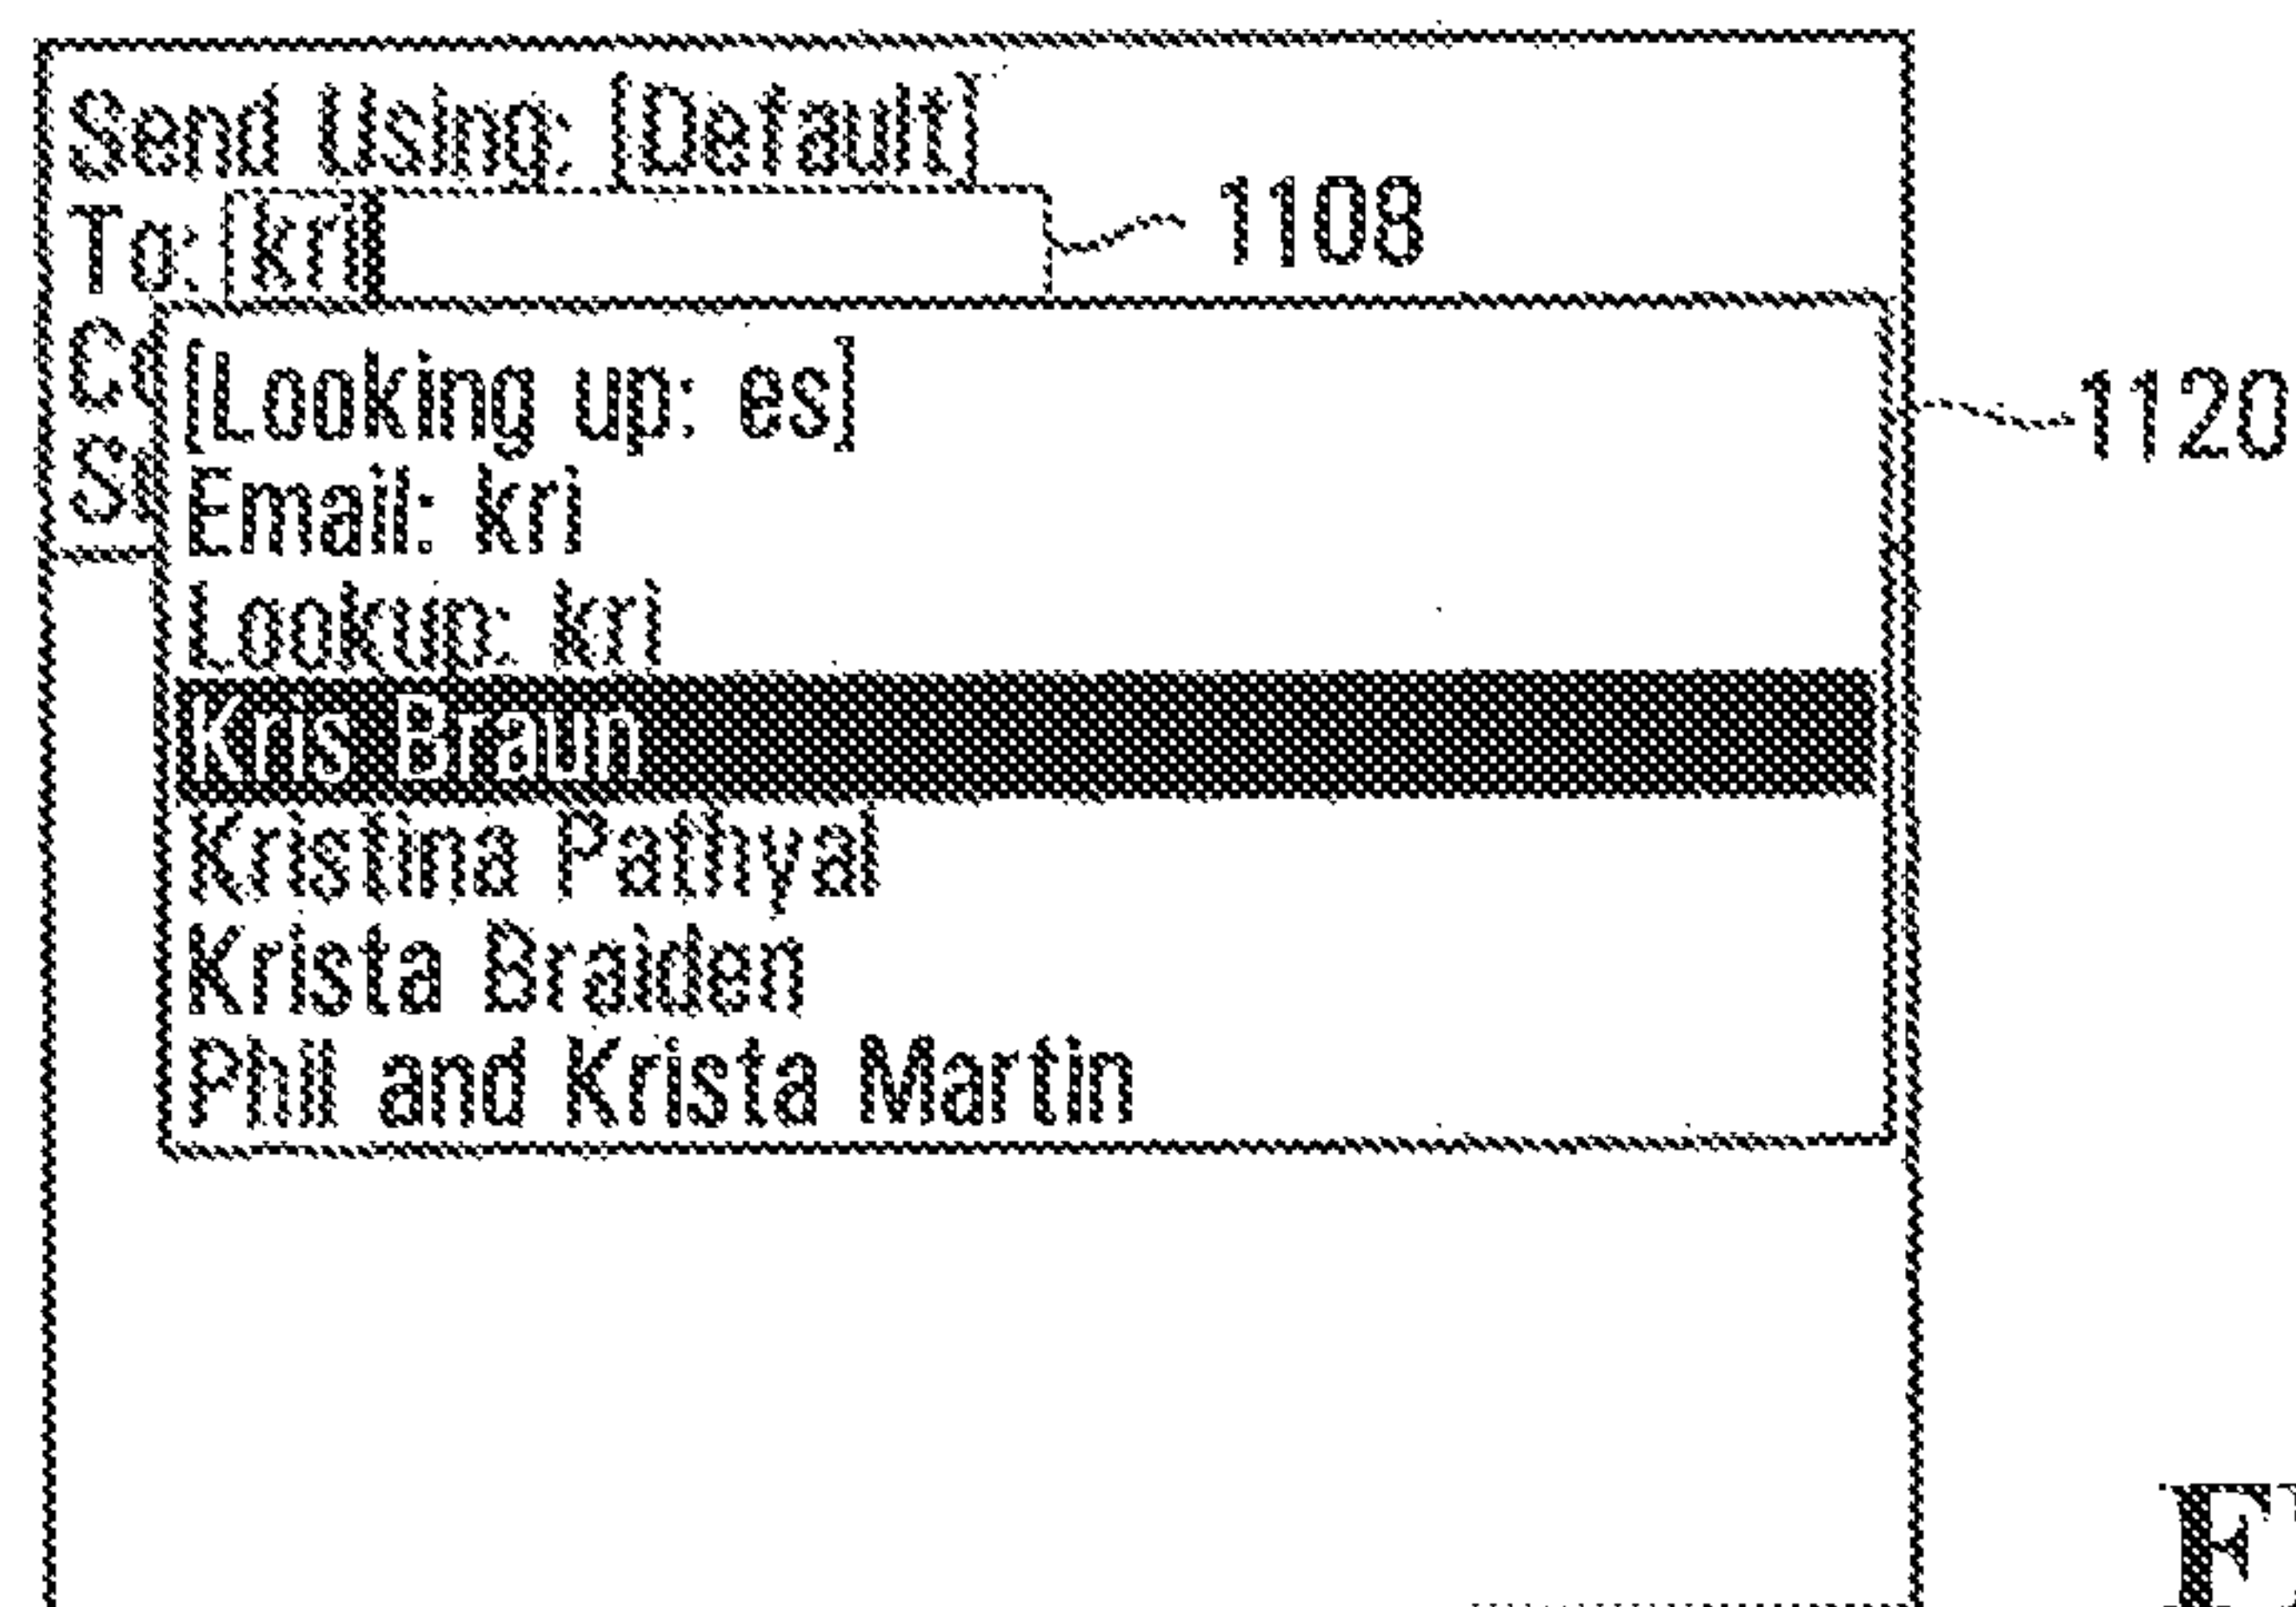 Send Using: [Default]
To: kri
1108
[Looking up: es]
1120
Email: kri
Lookup: kri
Kris Braun
Kristina Pathyal
Krista Braiden
Phil and Krista Martin